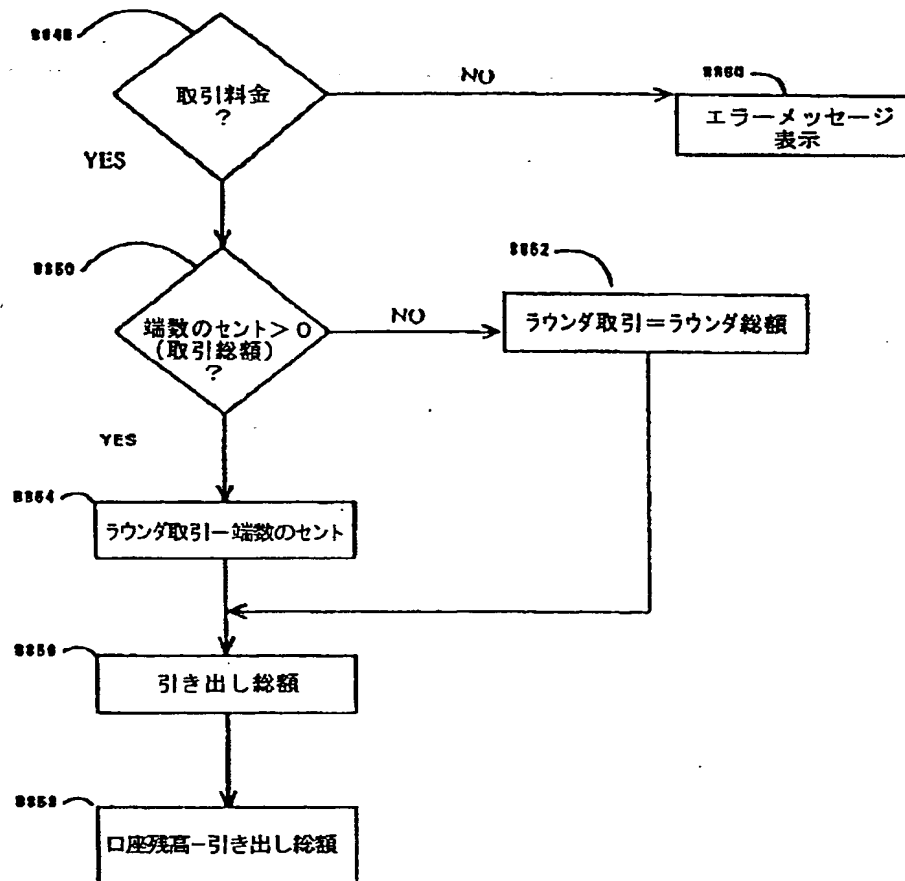 取引料金
?
NO
エラーメッセージ
表示
YES
端数のセント>0
(取引総額)
?
NO
ラウンダ取引=ラウンダ総額
YES
ラウンダ取引-端数のセント
引き出し総額
口座残高-引き出し総額